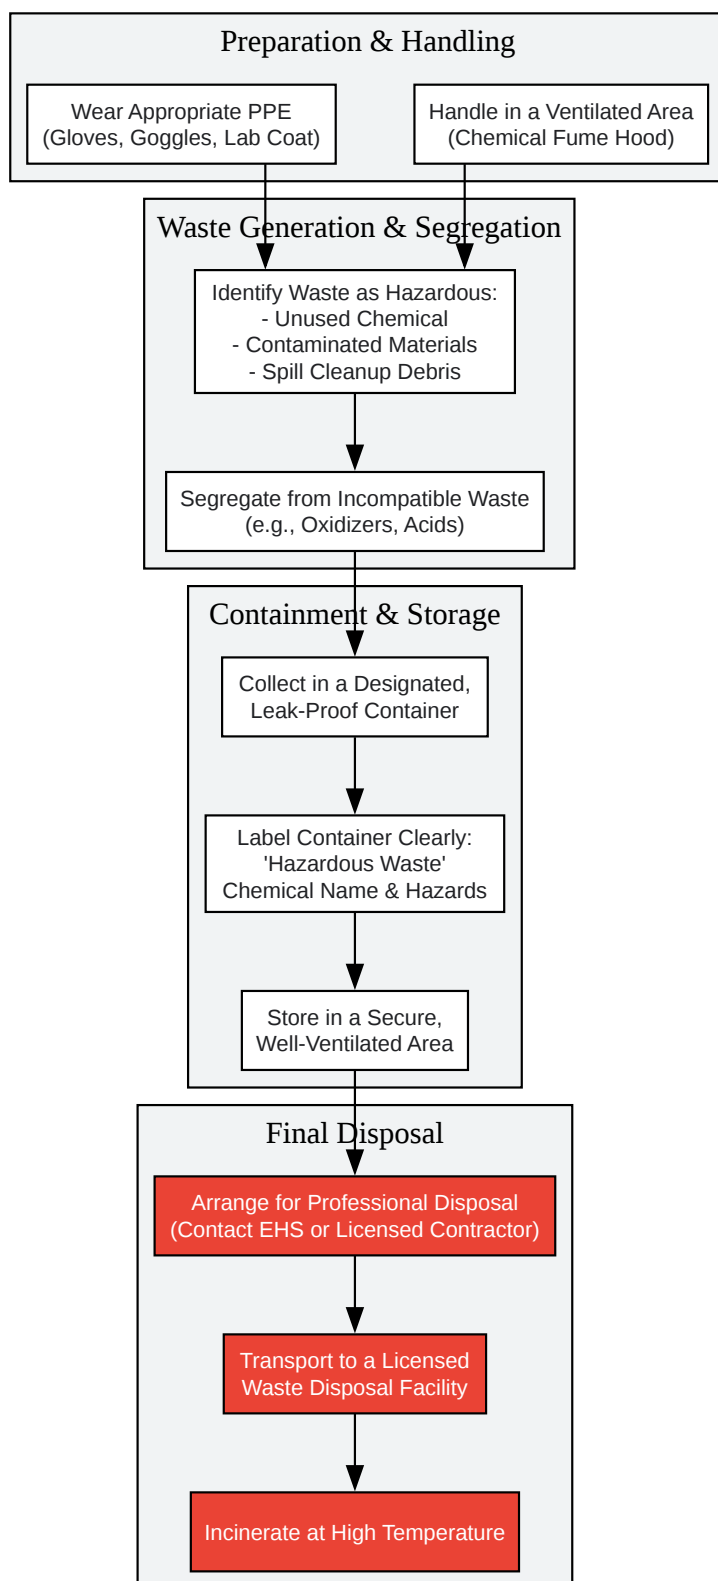 Preparation & Handling
Wear Appropriate PPE
(Gloves, Goggles, Lab Coat)
Handle in a Ventilated Area
(Chemical Fume Hood)
Waste Generation & Segregation
Identify Waste as Hazardous:
- Unused Chemical
- Contaminated Materials
- Spill Cleanup Debris
Segregate from Incompatible Waste
(e.g., Oxidizers, Acids)
Containment & Storage
Collect in a Designated,
Leak-Proof Container
Label Container Clearly:
'Hazardous Waste'
Chemical Name & Hazards
Store in a Secure,
Well-Ventilated Area
Final Disposal
Arrange for Professional Disposal
(Contact EHS or Licensed Contractor)
Transport to a Licensed
Waste Disposal Facility
Incinerate at High Temperature